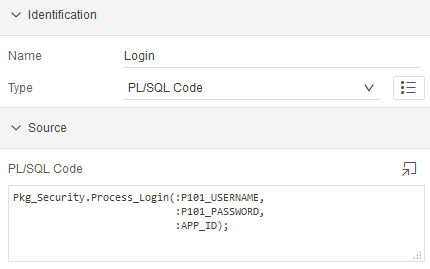 Identification
Name Login
Type PL/SQL Code
Source
PL/SQL Code
Pkg_Security.Process_Login(:P101_USERNAME,
:P101_PASSWORD,
:APP_ID);